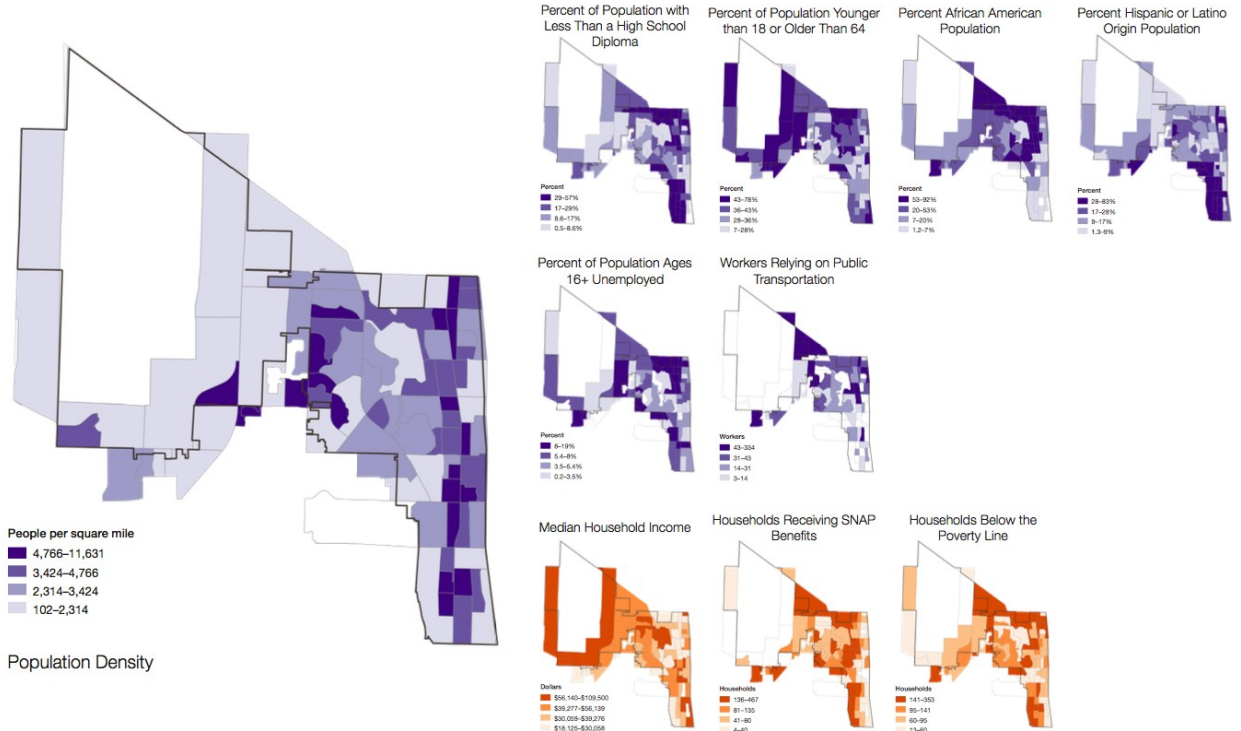 Percent of Population with
Less Than a High School
Diploma
Percent
29–57%
17–29%
8.6–17%
0.5–8.6%
Percent of Population Younger
than 18 or Older Than 64
Percent
43–78%
36–43%
28–36%
7–28%
Percent African American
Population
Percent
53–92%
20–53%
7–20%
1.2–7%
Percent Hispanic or Latino
Origin Population
Percent
28–83%
17–28%
9–17%
1.3–9%
Percent of Population Ages
16+ Unemployed
Percent
8–19%
5.4–8%
3.5–5.4%
0.2–3.5%
Workers Relying on Public
Transportation
Workers
43–334
31–43
14–31
3–14
People per square mile
4,766–11,631
3,424–4,766
2,314–3,424
102–2,314
Population Density
Median Household Income
Dollars
$56,140–$109,500
$39,277–$56,139
$30,059–$39,276
$18,125–$30,058
Households Receiving SNAP
Benefits
Households
136–467
81–135
41–80
4–40
Households Below the
Poverty Line
Households
141–353
95–141
60–95
13–60